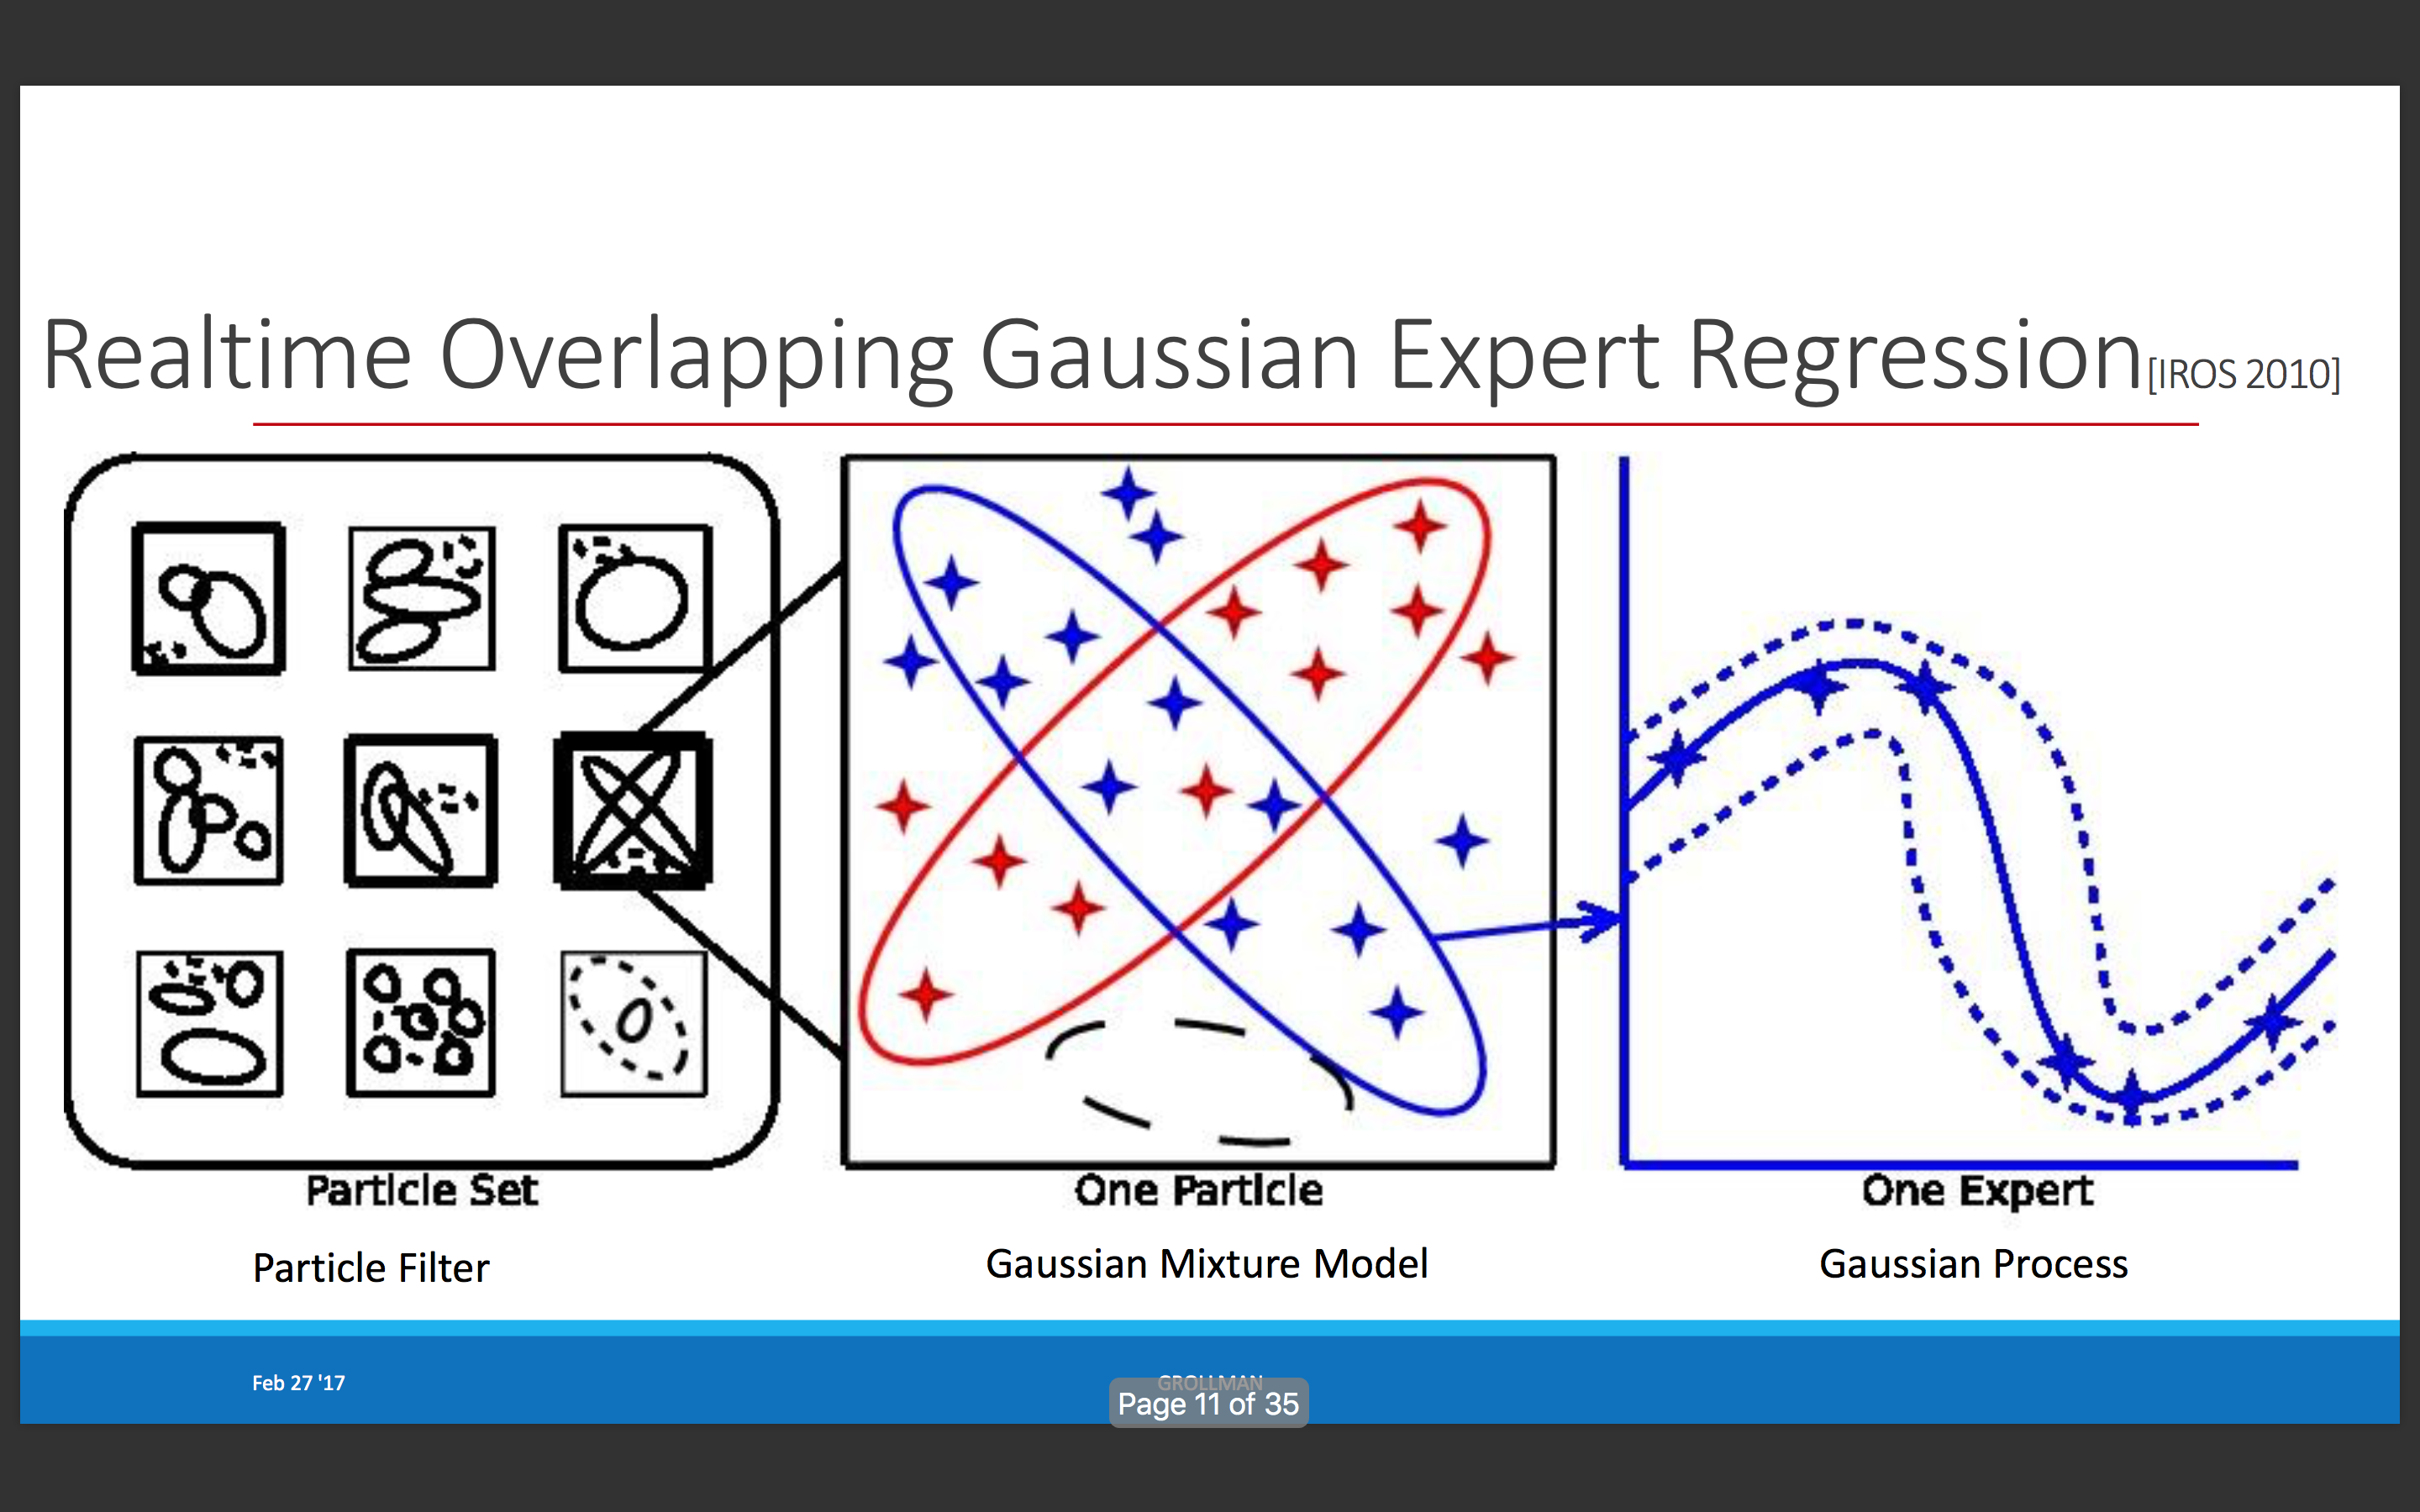 Realtime Overlapping Gaussian Expert Regression[IROS 2010]
Particle Set
One Particle
One Expert
Particle Filter
Gaussian Mixture Model
Gaussian Process
Feb 27 '17
GROLLMAN
Page 11 of 35